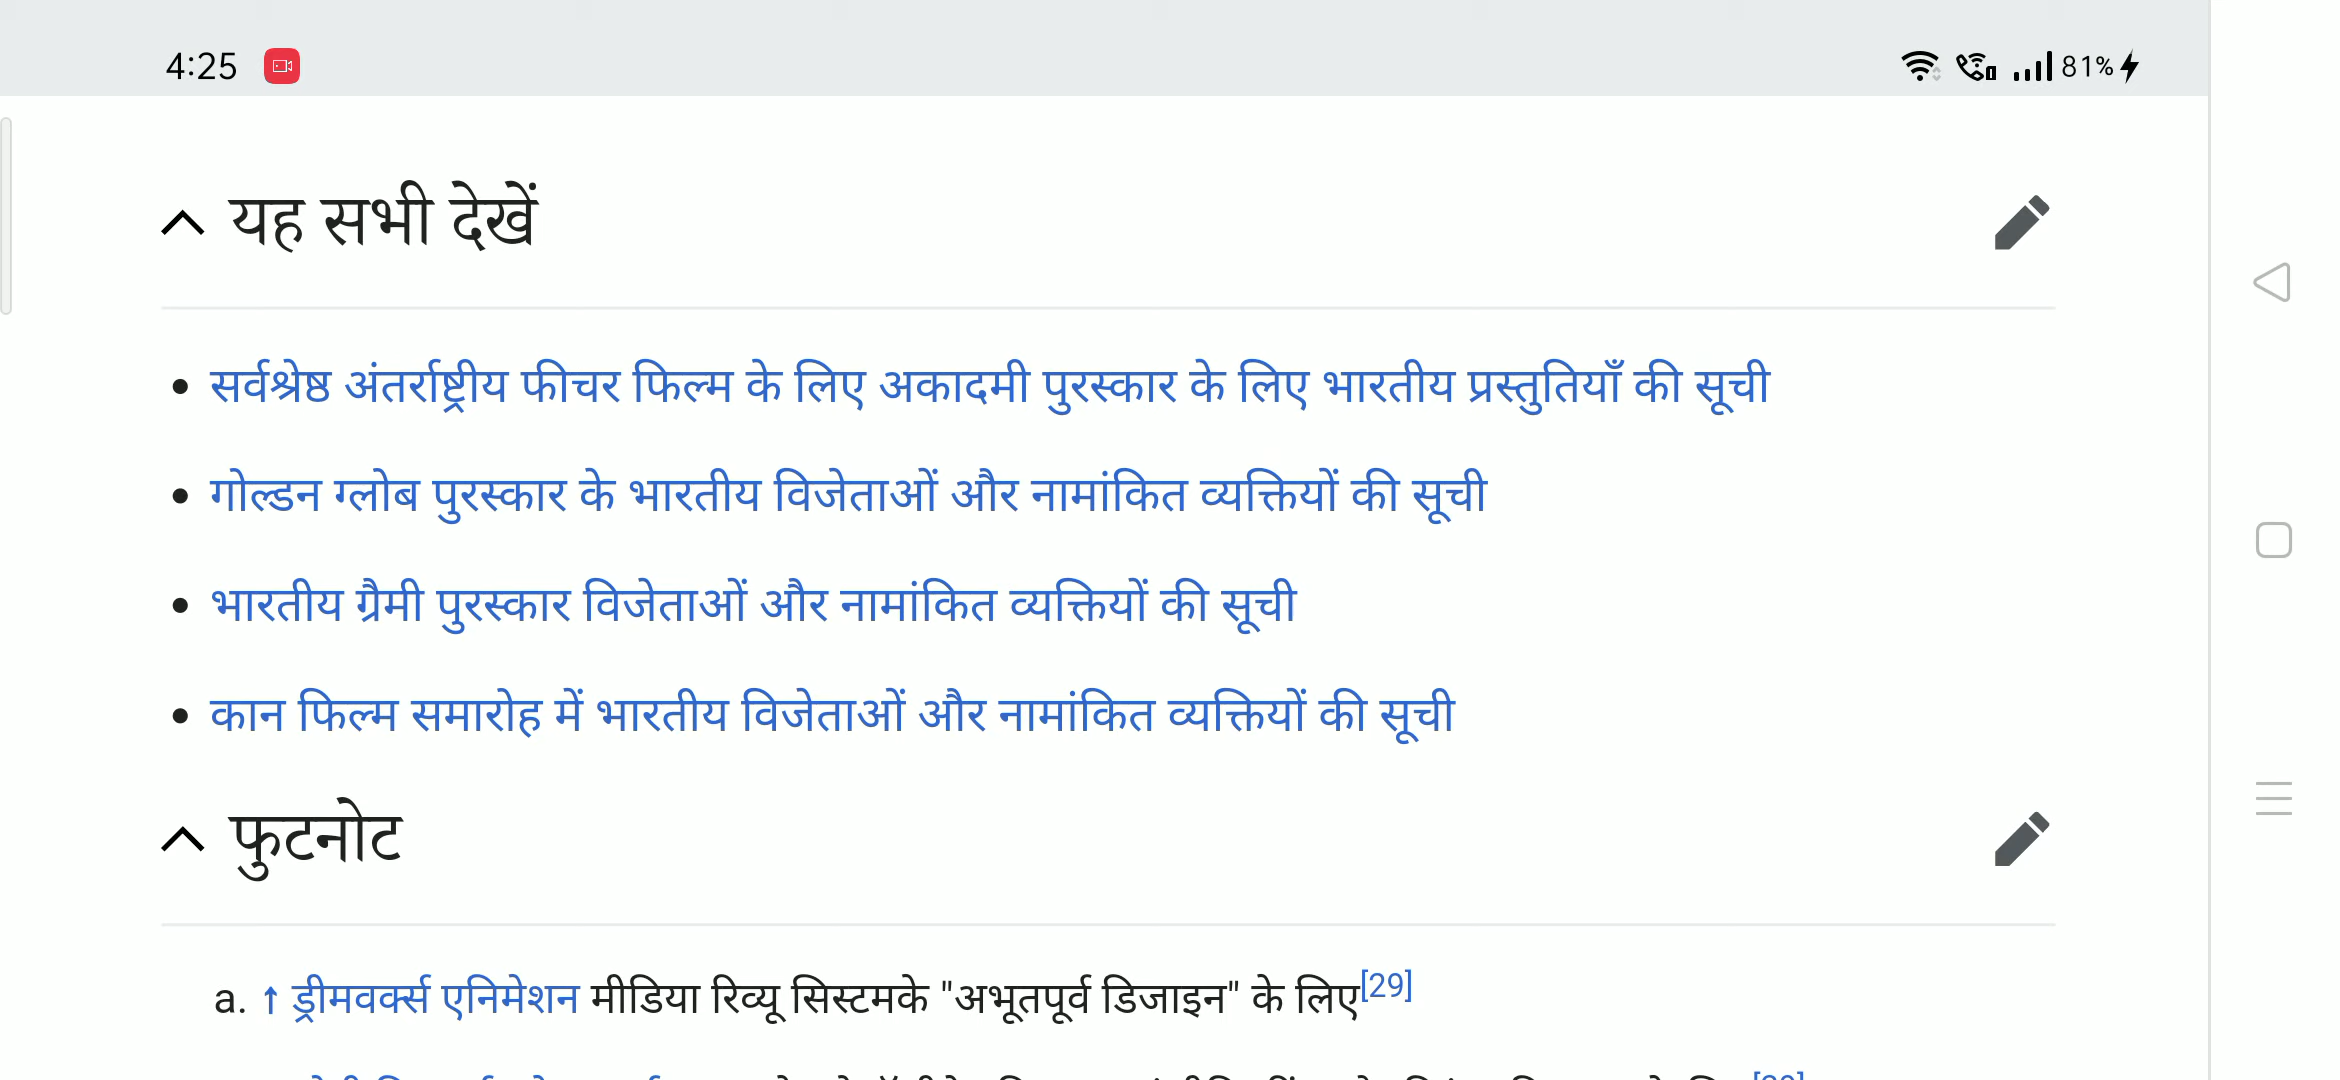 4:25
81%
यह सभी देखें
सर्वश्रेष्ठ अंतर्राष्ट्रीय फीचर फिल्म के लिए अकादमी पुरस्कार के लिए भारतीय प्रस्तुतियाँ की सूची
गोल्डन ग्लोब पुरस्कार के भारतीय विजेताओं और नामांकित व्यक्तियों की सूची
भारतीय ग्रैमी पुरस्कार विजेताओं और नामांकित व्यक्तियों की सूची
कान फिल्म समारोह में भारतीय विजेताओं और नामांकित व्यक्तियों की सूची
फुटनोट
a. ↑ ड्रीमवर्क्स एनिमेशन मीडिया रिव्यू सिस्टमके "अभूतपूर्व डिजाइन" के लिए[29]